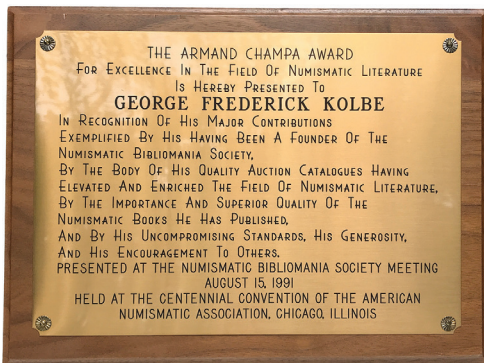 THE ARMAND CHAMPA AWARD
FOR EXCELLENCE IN THE FIELD OF NUMISMATIC LITERATURE
IS HEREBY PRESENTED TO
GEORGE FREDERICK KOLBE
IN RECOGNITION OF HIS MAJOR CONTRIBUTIONS
EXEMPLIFIED BY HIS HAVING BEEN A FOUNDER OF THE
NUMISMATIC BIBLIOMANIA SOCIETY,
BY THE BODY OF HIS QUALITY AUCTION CATALOGUES HAVING
ELEVATED AND ENRICHED THE FIELD OF NUMISMATIC LITERATURE,
BY THE IMPORTANCE AND SUPERIOR QUALITY OF THE
NUMISMATIC BOOKS HE HAS PUBLISHED,
AND BY HIS UNCOMPROMISING STANDARDS, HIS GENEROSITY,
AND HIS ENCOURAGEMENT TO OTHERS.
PRESENTED AT THE NUMISMATIC BIBLIOMANIA SOCIETY MEETING
AUGUST 15, 1991
HELD AT THE CENTENNIAL CONVENTION OF THE AMERICAN
NUMISMATIC ASSOCIATION, CHICAGO, ILLINOIS